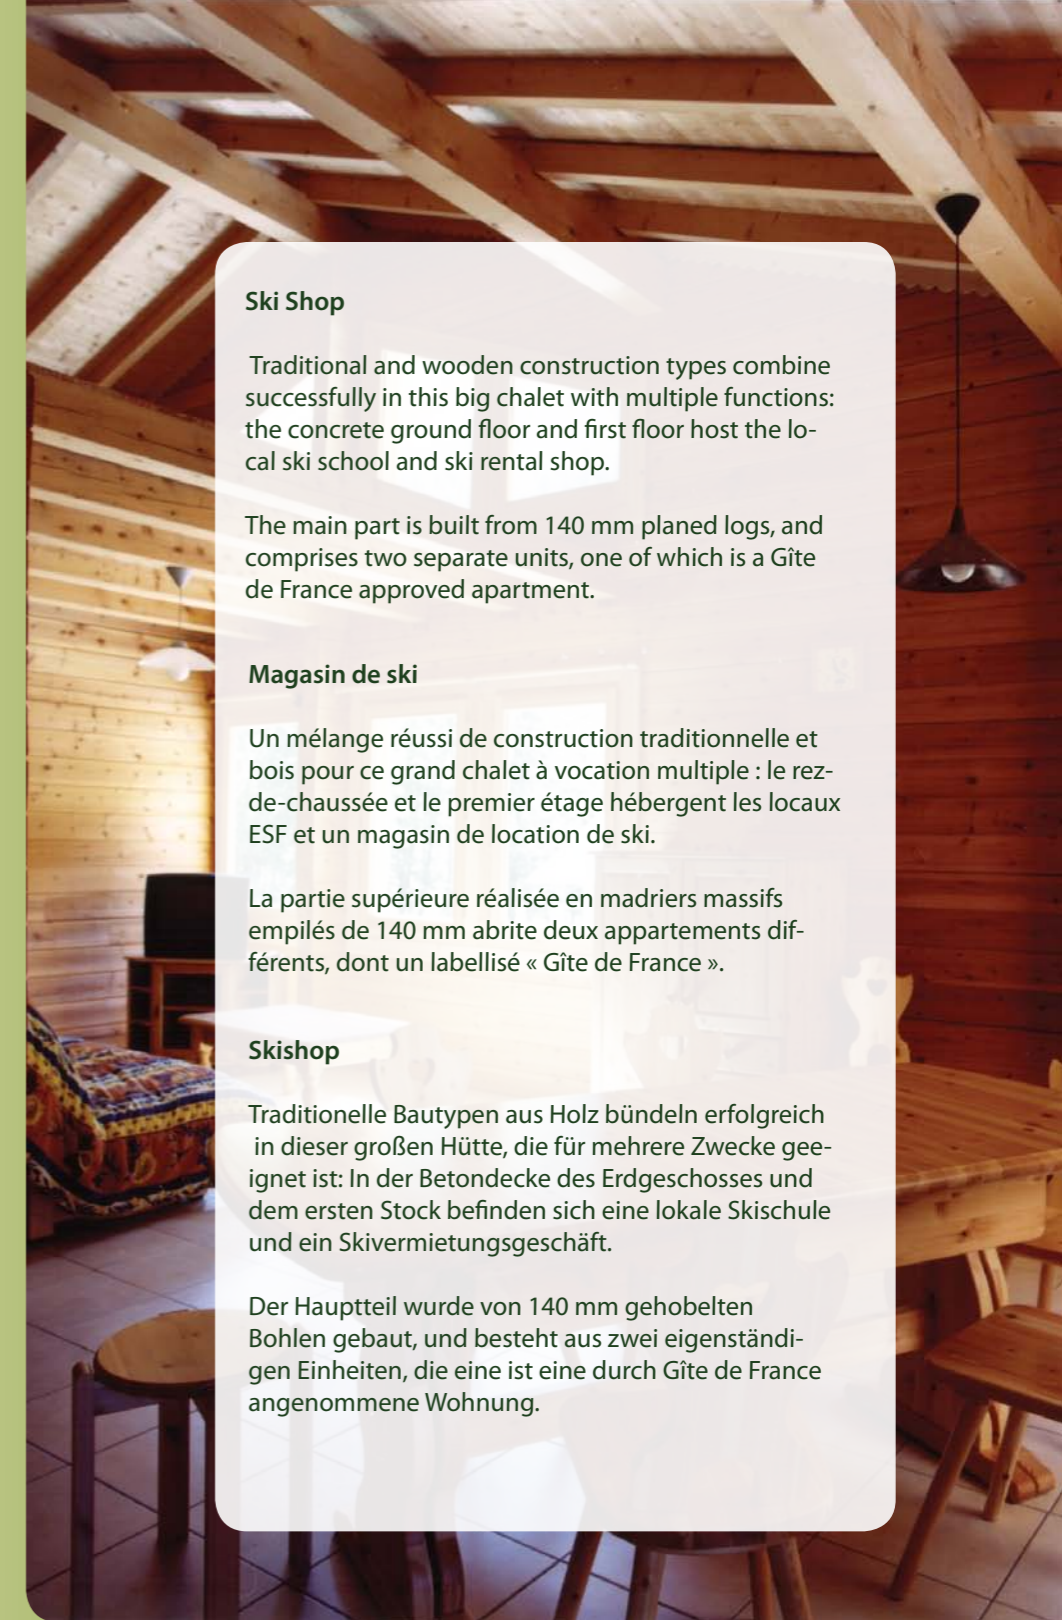 Ski Shop
Traditional and wooden construction types combine
successfully in this big chalet with multiple functions:
the concrete ground floor and first floor host the lo-
cal ski school and ski rental shop.
The main part is built from 140 mm planed logs, and
comprises two separate units, one of which is a Gîte
de France approved apartment.
Magasin de ski
Un mélange réussi de construction traditionnelle et
bois pour ce grand chalet à vocation multiple : le rez-
de-chaussée et le premier étage hébergent les locaux
ESF et un magasin de location de ski.
La partie supérieure réalisée en madriers massifs
empilés de 140 mm abrite deux appartements dif-
férents, dont un labellisé « Gîte de France ».
Skishop
Traditionelle Bautypen aus Holz bündeln erfolgreich
in dieser großen Hütte, die für mehrere Zwecke gee-
ignet ist: In der Betondecke des Erdgeschosses und
dem ersten Stock befinden sich eine lokale Skischule
und ein Skivermietungsgeschäft.
Der Hauptteil wurde von 140 mm gehobelten
Bohlen gebaut, und besteht aus zwei eigenständi-
gen Einheiten, die eine ist eine durch Gîte de France
angenommene Wohnung.